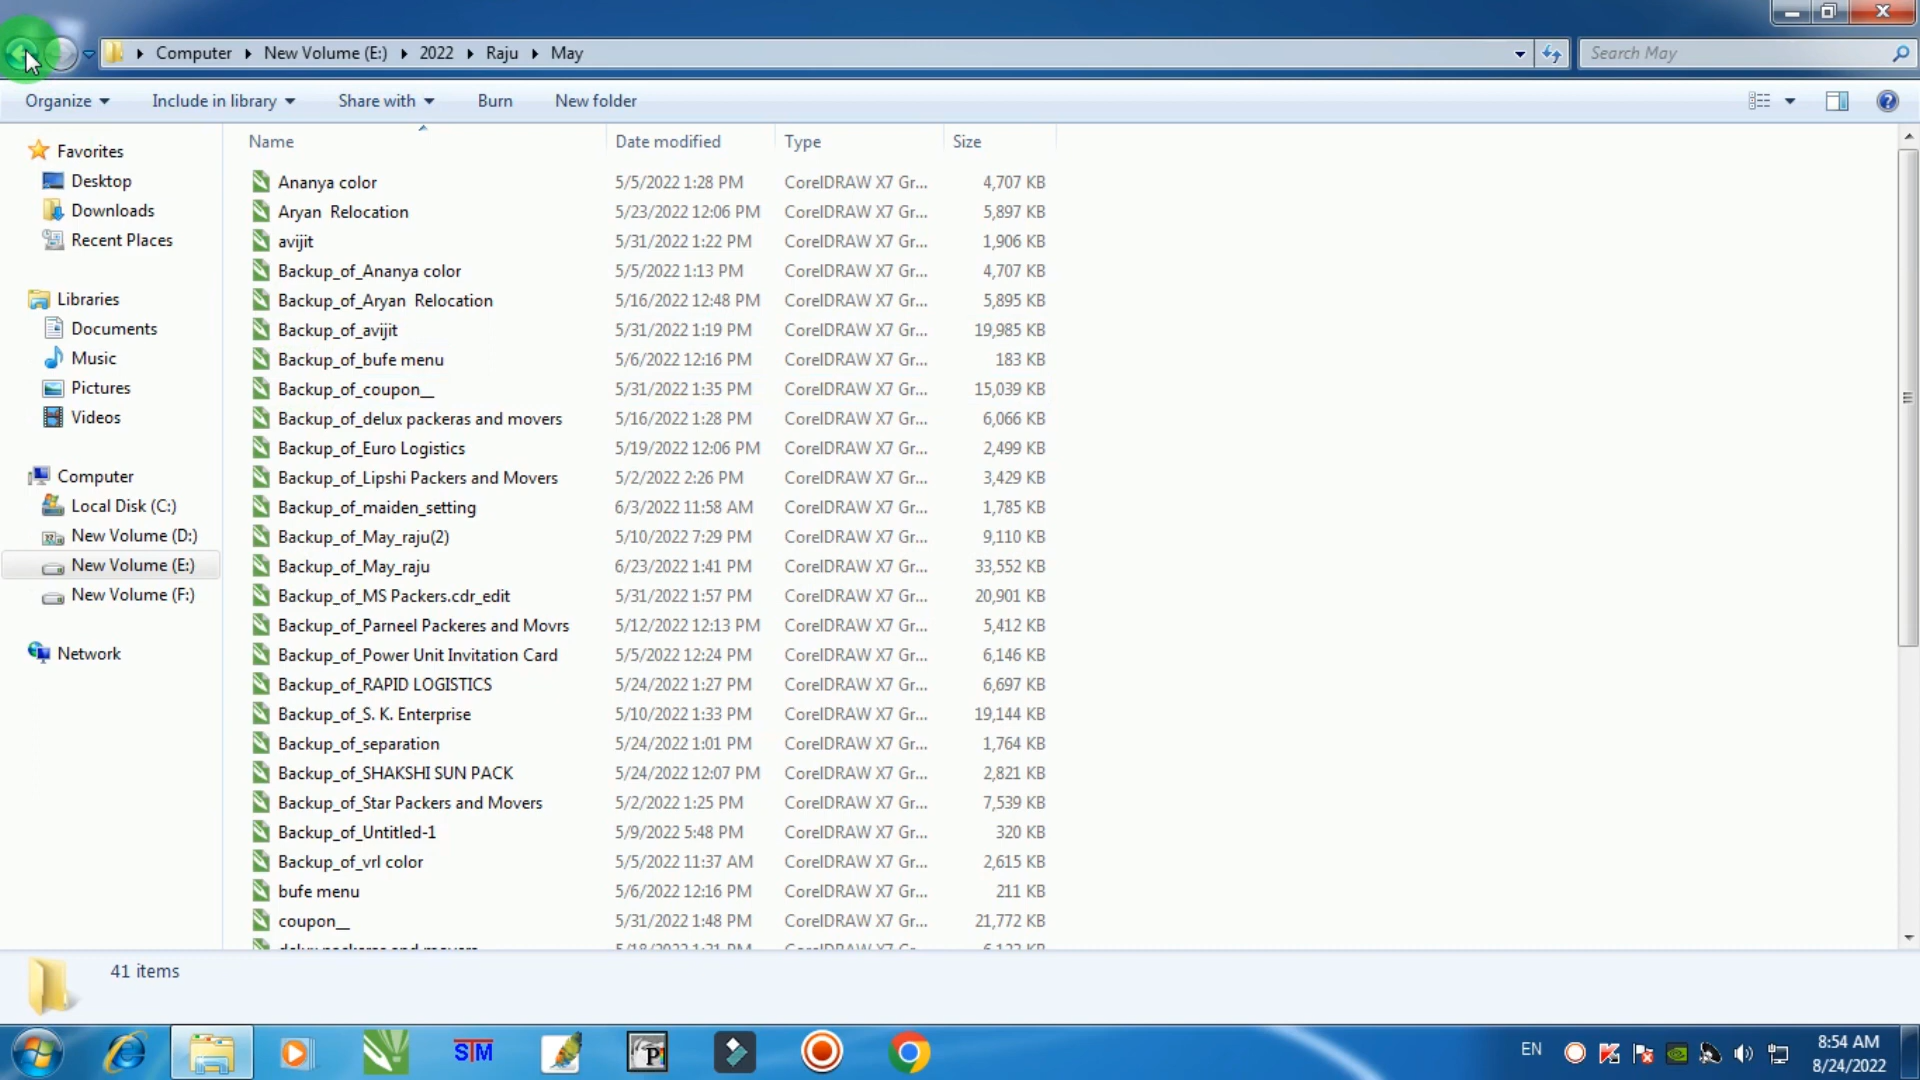 Computer New Volume (E:) 2022 Raju May Search May
Organize Include in library Share with Burn New folder
Name Date modified Type Size
Favorites
Desktop
Downloads
Recent Places
Libraries
Documents
Music
Pictures
Videos
Computer
Local Disk (C:)
New Volume (D:)
New Volume (E:)
New Volume (F:)
Network
Ananya color 5/5/2022 1:28 PM CorelDRAW X7 Gr... 4,707 KB
Aryan Relocation 5/23/2022 12:06 PM CorelDRAW X7 Gr... 5,897 KB
avijit 5/31/2022 1:22 PM CorelDRAW X7 Gr... 1,906 KB
Backup_of_Ananya color 5/5/2022 1:13 PM CorelDRAW X7 Gr... 4,707 KB
Backup_of_Aryan Relocation 5/16/2022 12:48 PM CorelDRAW X7 Gr... 5,895 KB
Backup_of_avijit 5/31/2022 1:19 PM CorelDRAW X7 Gr... 19,985 KB
Backup_of_bufe menu 5/6/2022 12:16 PM CorelDRAW X7 Gr... 183 KB
Backup_of_coupon__ 5/31/2022 1:35 PM CorelDRAW X7 Gr... 15,039 KB
Backup_of_delux packeras and movers 5/16/2022 1:28 PM CorelDRAW X7 Gr... 6,066 KB
Backup_of_Euro Logistics 5/19/2022 12:06 PM CorelDRAW X7 Gr... 2,499 KB
Backup_of_Lipshi Packers and Movers 5/2/2022 2:26 PM CorelDRAW X7 Gr... 3,429 KB
Backup_of_maiden_setting 6/3/2022 11:58 AM CorelDRAW X7 Gr... 1,785 KB
Backup_of_May_raju(2) 5/10/2022 7:29 PM CorelDRAW X7 Gr... 9,110 KB
Backup_of_May_raju 6/23/2022 1:41 PM CorelDRAW X7 Gr... 33,552 KB
Backup_of_MS Packers.cdr_edit 5/31/2022 1:57 PM CorelDRAW X7 Gr... 20,901 KB
Backup_of_Parneel Packeres and Movrs 5/12/2022 12:13 PM CorelDRAW X7 Gr... 5,412 KB
Backup_of_Power Unit Invitation Card 5/5/2022 12:24 PM CorelDRAW X7 Gr... 6,146 KB
Backup_of_RAPID LOGISTICS 5/24/2022 1:27 PM CorelDRAW X7 Gr... 6,697 KB
Backup_of_S. K. Enterprise 5/10/2022 1:33 PM CorelDRAW X7 Gr... 19,144 KB
Backup_of_separation 5/24/2022 1:01 PM CorelDRAW X7 Gr... 1,764 KB
Backup_of_SHAKSHI SUN PACK 5/24/2022 12:07 PM CorelDRAW X7 Gr... 2,821 KB
Backup_of_Star Packers and Movers 5/2/2022 1:25 PM CorelDRAW X7 Gr... 7,539 KB
Backup_of_Untitled-1 5/9/2022 5:48 PM CorelDRAW X7 Gr... 320 KB
Backup_of_vrl color 5/5/2022 11:37 AM CorelDRAW X7 Gr... 2,615 KB
bufe menu 5/6/2022 12:16 PM CorelDRAW X7 Gr... 211 KB
coupon__ 5/31/2022 1:48 PM CorelDRAW X7 Gr... 21,772 KB
41 items
STM P EN 8:54 AM
8/24/2022